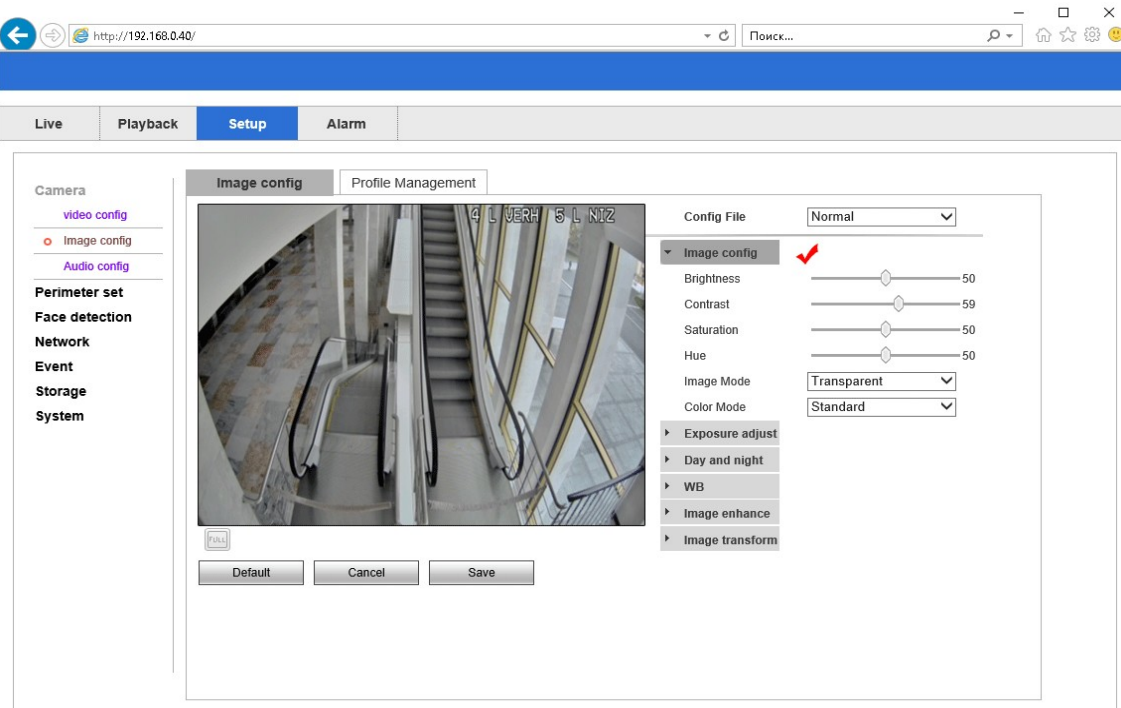 http://192.168.0.40/
Поиск...
Live Playback Setup Alarm
Camera
video config
Image config
Audio config
Perimeter set
Face detection
Network
Event
Storage
System
Image config Profile Management
4 L VERH 5 L NIZ
FULL
Default Cancel Save
Config File Normal
Image config
Brightness 50
Contrast 59
Saturation 50
Hue 50
Image Mode Transparent
Color Mode Standard
Exposure adjust
Day and night
WB
Image enhance
Image transform